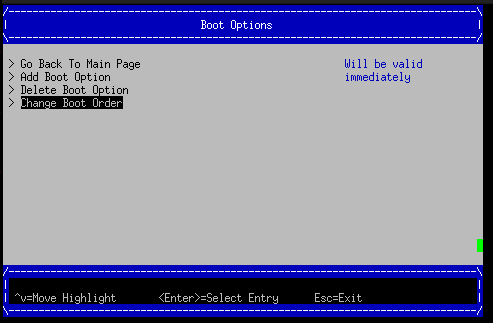 Boot Options
> Go Back To Main Page
Will be valid
> Add Boot Option
immediately
> Delete Boot Option
> Change Boot Order
^v=Move Highlight <Enter>=Select Entry Esc=Exit